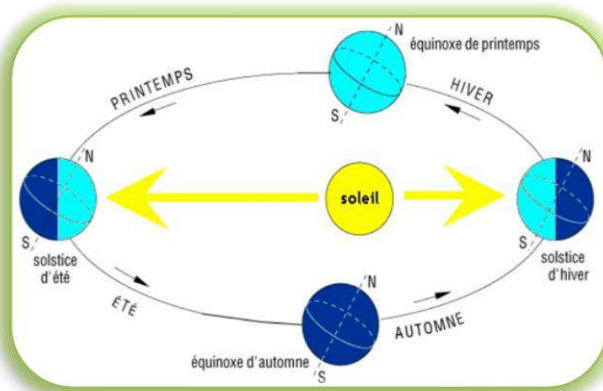 N
équinoxe de printemps
S
PRINTEMPS
HIVER
N
S
solstice
d'été
soleil
N
S
solstice
d'hiver
ÉTÉ
AUTOMNE
N
équinoxe d'automne
S